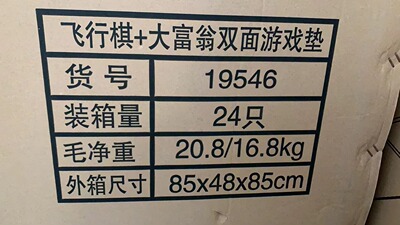 飞行棋+大富翁双面游戏垫
货号 19546
装箱量 24只
毛净重 20.8/16.8kg
外箱尺寸 85x48x85cm